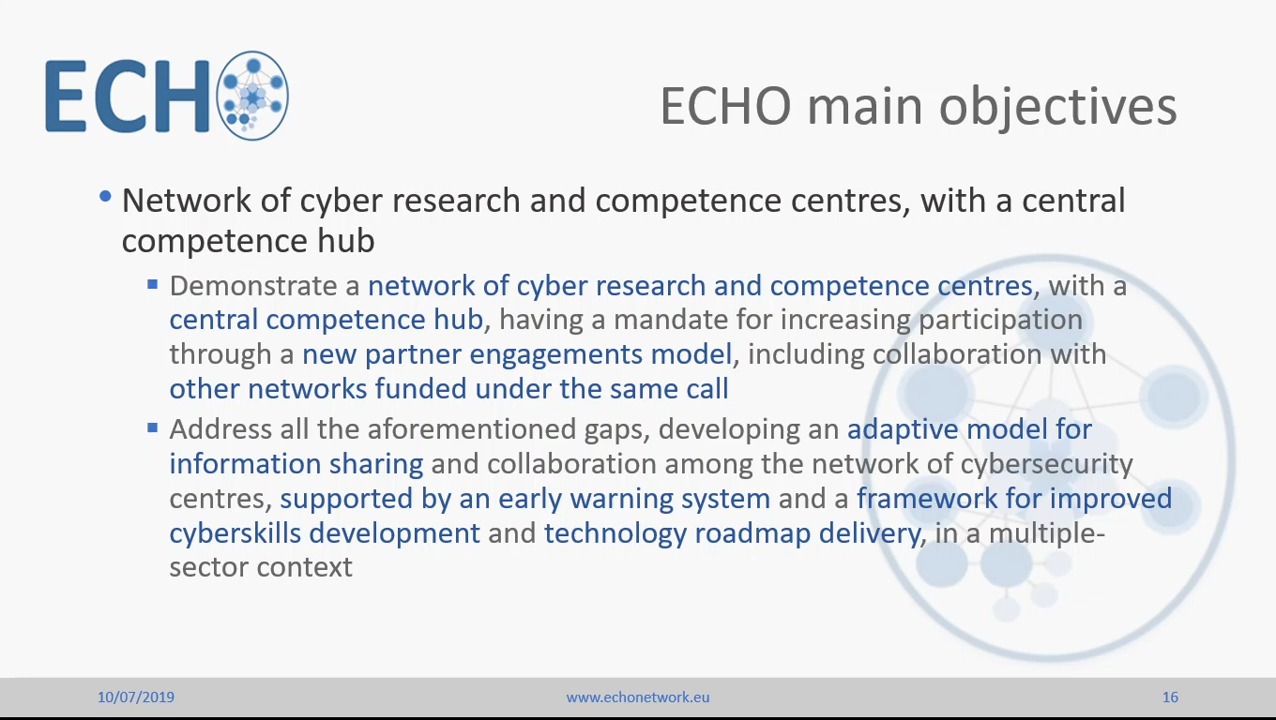 ECHO
ECHO main objectives
• Network of cyber research and competence centres, with a central
competence hub
▪ Demonstrate a network of cyber research and competence centres, with a
central competence hub, having a mandate for increasing participation
through a new partner engagements model, including collaboration with
other networks funded under the same call
▪ Address all the aforementioned gaps, developing an adaptive model for
information sharing and collaboration among the network of cybersecurity
centres, supported by an early warning system and a framework for improved
cyberskills development and technology roadmap delivery, in a multiple-
sector context
10/07/2019
www.echonetwork.eu
16